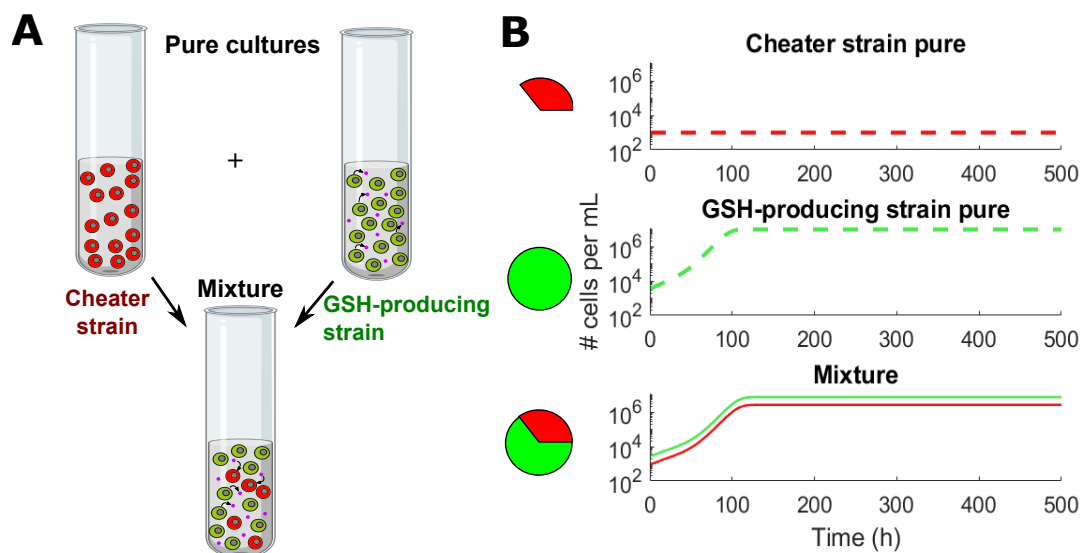 A
Pure cultures
+
Cheater
strain
Mixture
GSH-producing
strain
B
Cheater strain pure
10^6
10^4
10^2
0 100 200 300 400 500
GSH-producing strain pure
10^6
10^4
10^2
0 100 200 300 400 500
# cells per mL
Mixture
10^6
10^4
10^2
0 100 200 300 400 500
Time (h)